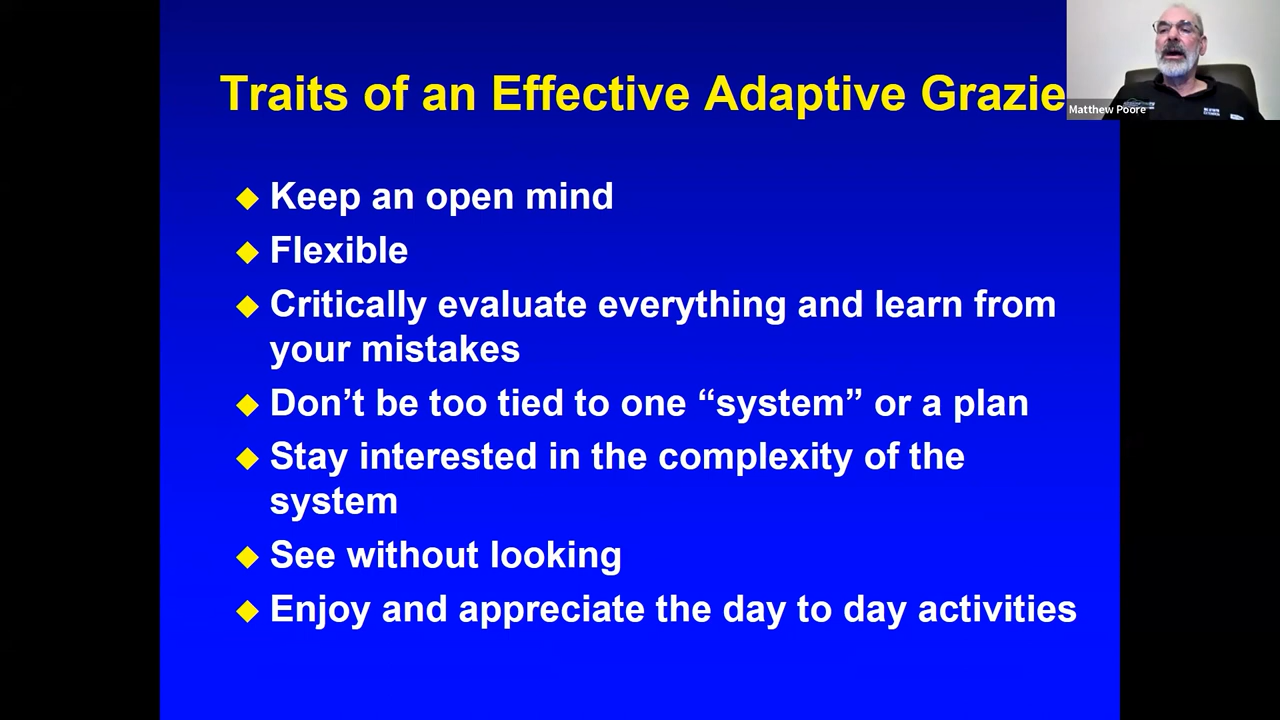 Traits of an Effective Adaptive Grazie
Matthew Poore
Keep an open mind
Flexible
Critically evaluate everything and learn from
your mistakes
Don’t be too tied to one “system” or a plan
Stay interested in the complexity of the
system
See without looking
Enjoy and appreciate the day to day activities